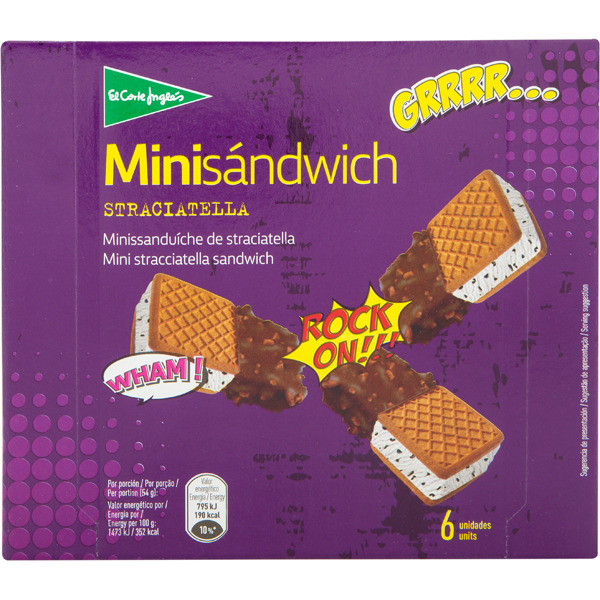 El Corte Inglés
GRRRR...
Minisándwich
STRACIATELLA
Minissanduíche de straciatella
Mini stracciatella sandwich
ROCK
ON!!!
WHAM!
Sugerencia de presentación / Sugestão de apresentação / Serving suggestion
Por porción / Por porção /
Per portion (54 g):
Valor energético por /
Energia por /
Energy per 100 g:
1473 kJ / 352 kcal
Valor
energético
Energia / Energy
795 kJ
190 kcal
10%*
6 unidades
units